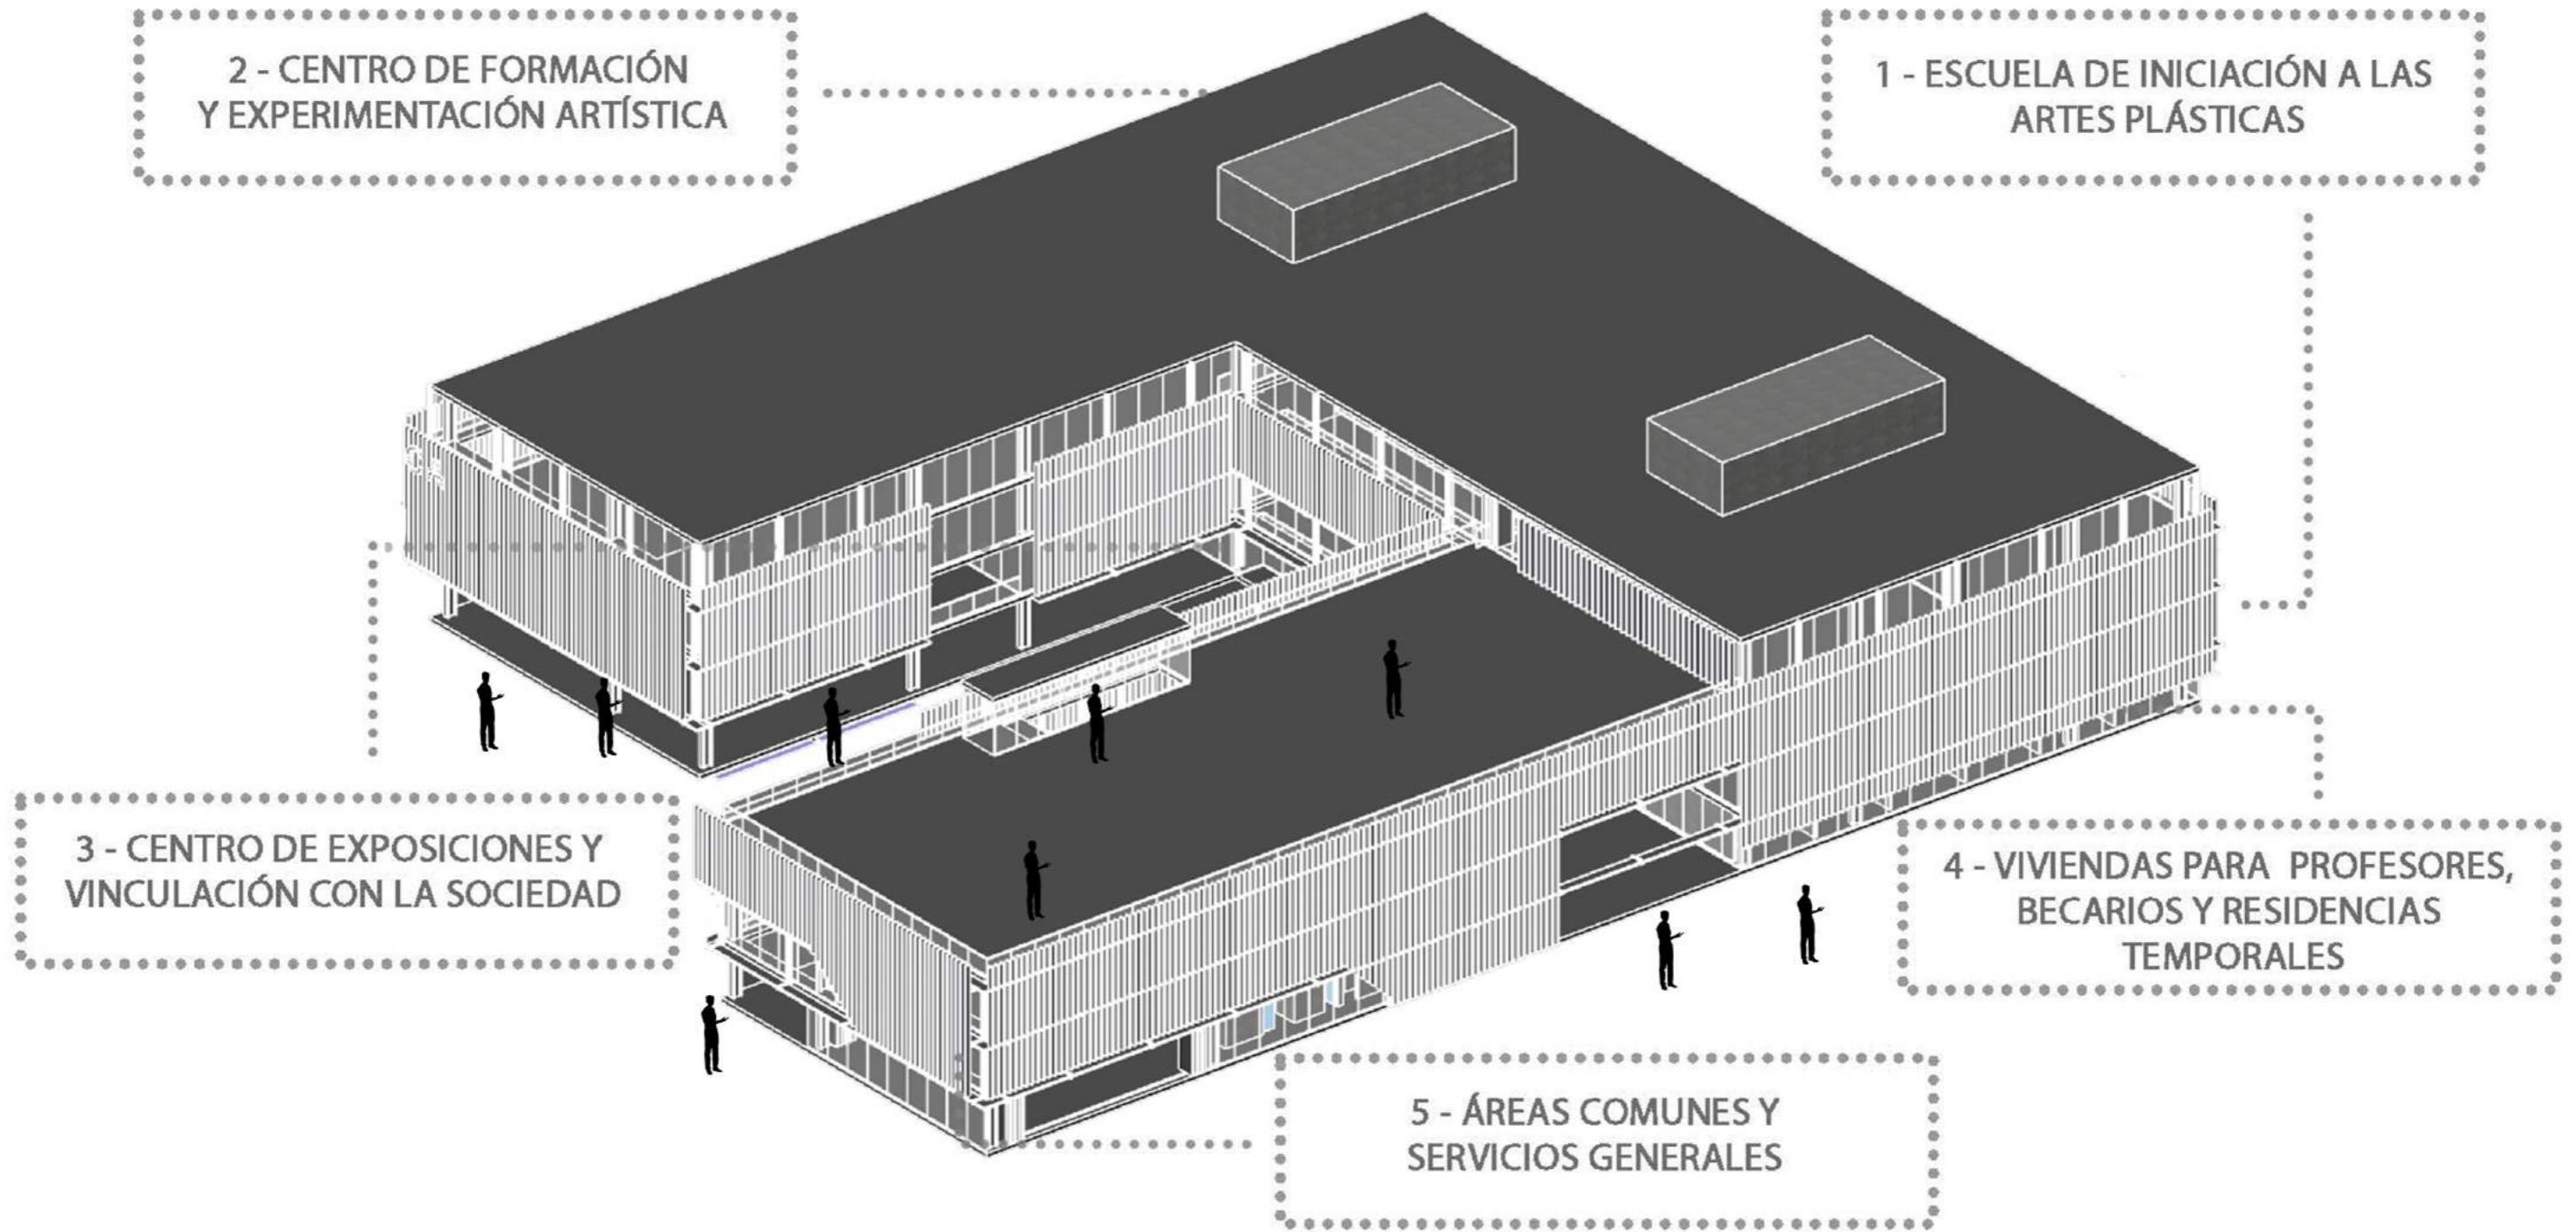 2 - CENTRO DE FORMACIÓN
Y EXPERIMENTACIÓN ARTÍSTICA
1 - ESCUELA DE INICIACIÓN A LAS
ARTES PLÁSTICAS
3 - CENTRO DE EXPOSICIONES Y
VINCULACIÓN CON LA SOCIEDAD
4 - VIVIENDAS PARA PROFESORES,
BECARIOS Y RESIDENCIAS
TEMPORALES
5 - ÁREAS COMUNES Y
SERVICIOS GENERALES